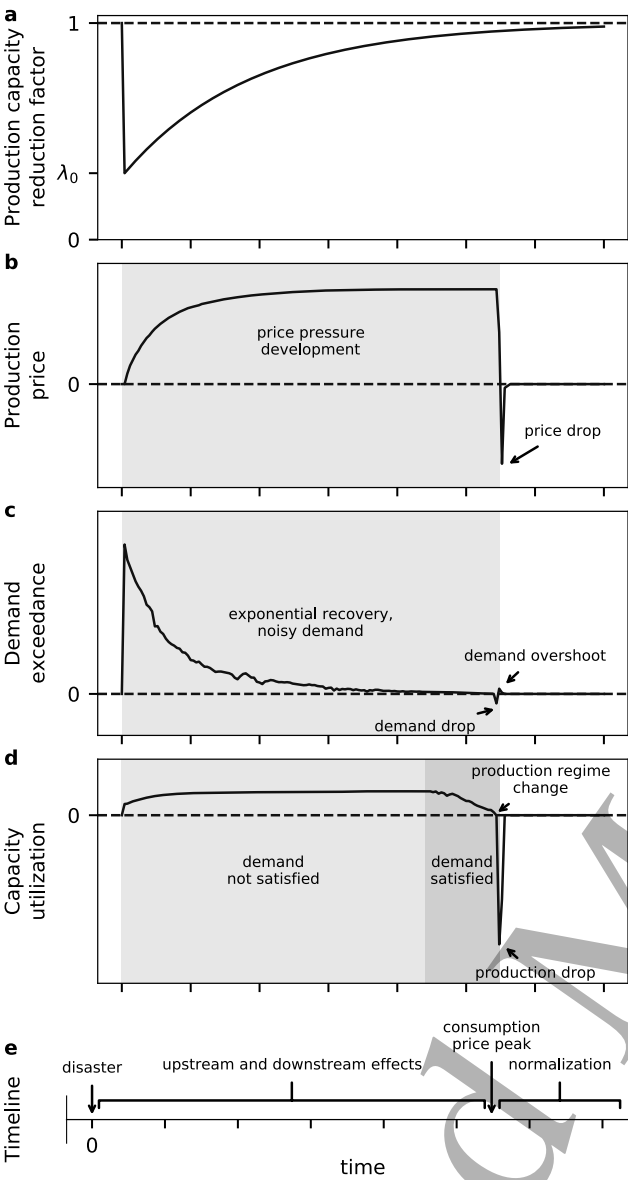 a
1
λ0
0
Production capacity
reduction factor
b
0
Production
price
price pressure
development
price drop
c
0
Demand
exceedance
exponential recovery,
noisy demand
demand overshoot
demand drop
d
0
Capacity
utilization
production regime
change
demand
not satisfied
demand
satisfied
production drop
e
Timeline
disaster
upstream and downstream effects
consumption
price peak
normalization
0
time
d M